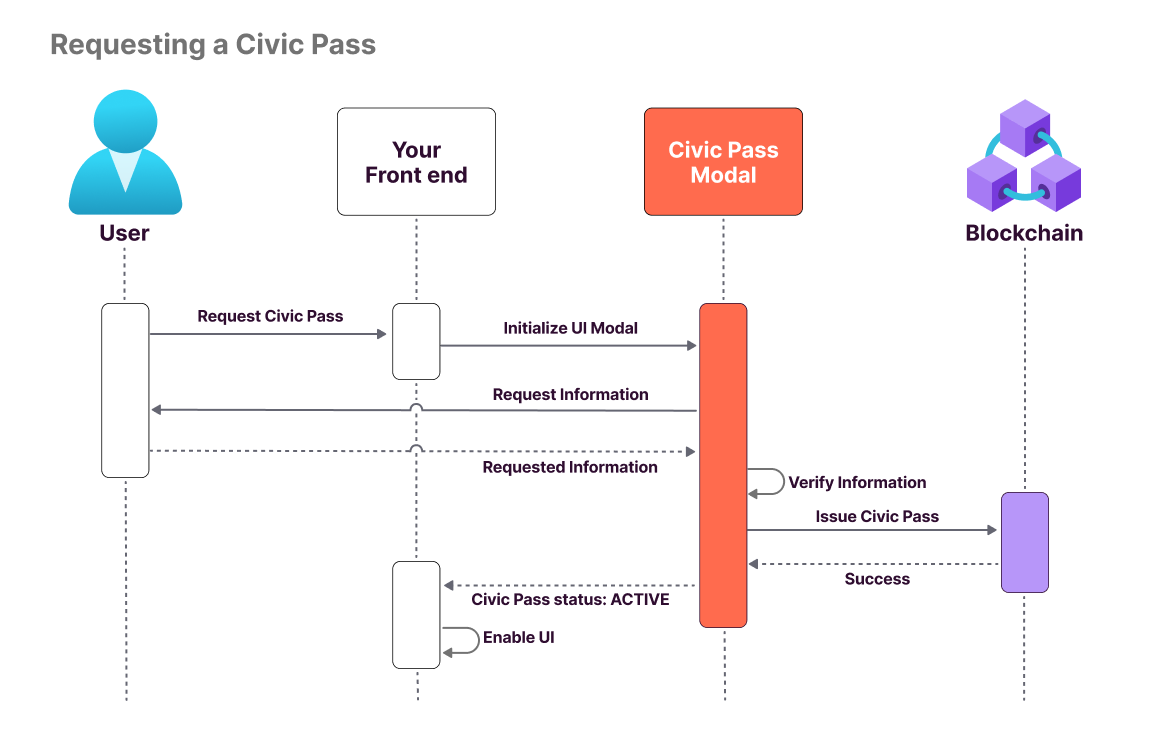 Requesting a Civic Pass
Your
Front end
Civic Pass
Modal
User
Blockchain
Request Civic Pass
Initialize UI Modal
Request Information
Requested Information
Verify Information
Issue Civic Pass
Success
Civic Pass status: ACTIVE
Enable UI